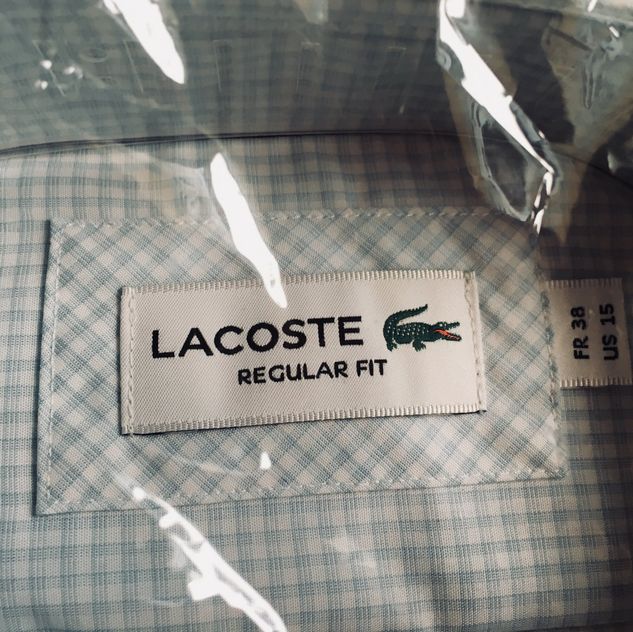 LACOSTE
REGULAR FIT
FR 38
US 15